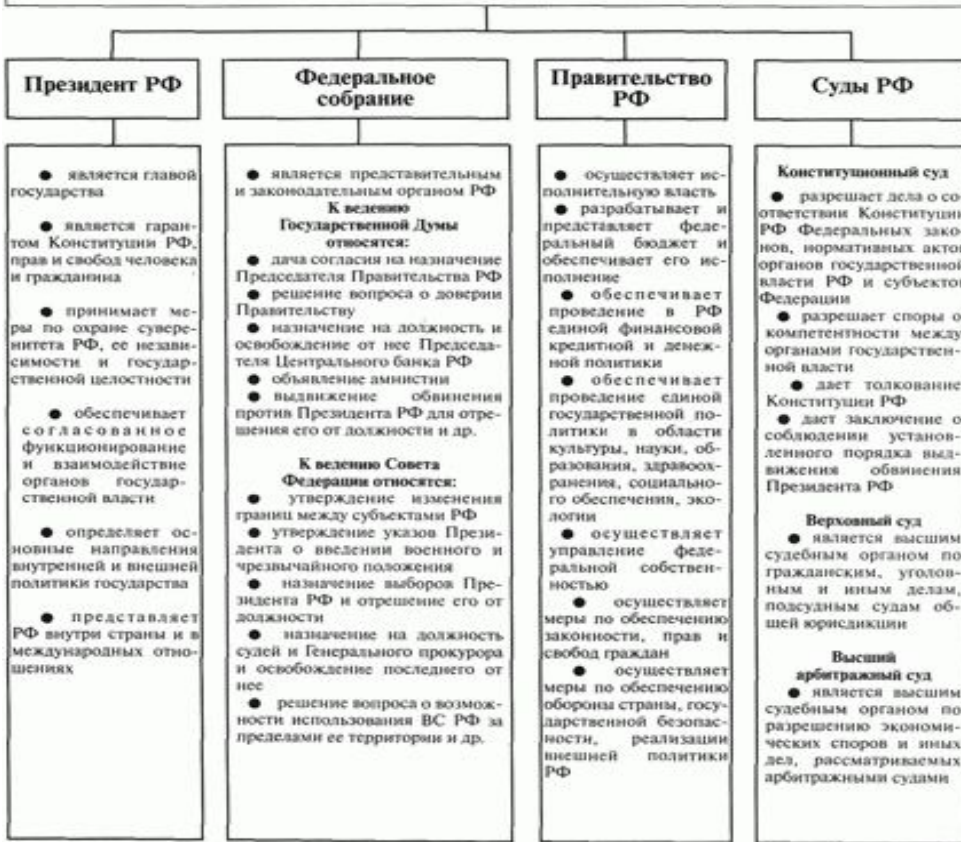 Президент РФ
● является главой
государства
● является гаран-
том Конституции РФ,
прав и свобод человека
и гражданина
● принимает ме-
ры по охране сувере-
нитета РФ, ее незави-
симости и государ-
ственной целостности
● обеспечивает
согласованное
функционирование
и взаимодействие
органов государ-
ственной власти
● определяет ос-
новные направления
внутренней и внешней
политики государства
● представляет
РФ внутри страны и в
международных отно-
шениях
Федеральное
собрание
● является представительным
и законодательным органом РФ
К ведению
Государственной Думы
относятся:
● дача согласия на назначение
Председателя Правительства РФ
● решение вопроса о доверии
Правительству
● назначение на должность и
освобождение от нее Председа-
теля Центрального банка РФ
● объявление амнистии
● выдвижение обвинения
против Президента РФ для отре-
шения его от должности и др.
К ведению Совета
Федерации относятся:
● утверждение изменения
границ между субъектами РФ
● утверждение указов Прези-
дента о введении военного и
чрезвычайного положения
● назначение выборов Пре-
зидента РФ и отрешение его от
должности
● назначение на должность
судей и Генерального прокурора
и освобождение последнего от
нее
● решение вопроса о возмож-
ности использования ВС РФ за
пределами ее территории и др.
Правительство
РФ
● осуществляет ис-
полнительную власть
● разрабатывает и
представляет феде-
ральный бюджет и
обеспечивает его ис-
полнение
● обеспечивает
проведение в РФ
единой финансовой
кредитной и денеж-
ной политики
● обеспечивает
проведение единой
государственной по-
литики в области
культуры, науки, об-
разования, здравоох-
ранения, социально-
го обеспечения, эко-
логии
● осуществляет
управление феде-
ральной собствен-
ностью
● осуществляет
меры по обеспечению
законности, прав и
свобод граждан
● осуществляет
меры по обеспечению
обороны страны, госу-
дарственной безопас-
ности, реализации
внешней политики
РФ
Суды РФ
Конституционный суд
● разрешает дела о со-
ответствии Конституции
РФ Федеральных зако-
нов, нормативных актов
органов государственной
власти РФ и субъектов
Федерации
● разрешает споры о
компетентности между
органами государствен-
ной власти
● дает толкование
Конституции РФ
● дает заключение о
соблюдении установ-
ленного порядка выд-
вижения обвинения
Президента РФ
Верховный суд
● является высшим
судебным органом по
гражданским, уголов-
ным и иным делам,
подсудным судам об-
щей юрисдикции
Высший
арбитражный суд
● является высшим
судебным органом по
разрешению экономи-
ческих споров и иных
дел, рассматриваемых
арбитражными судами